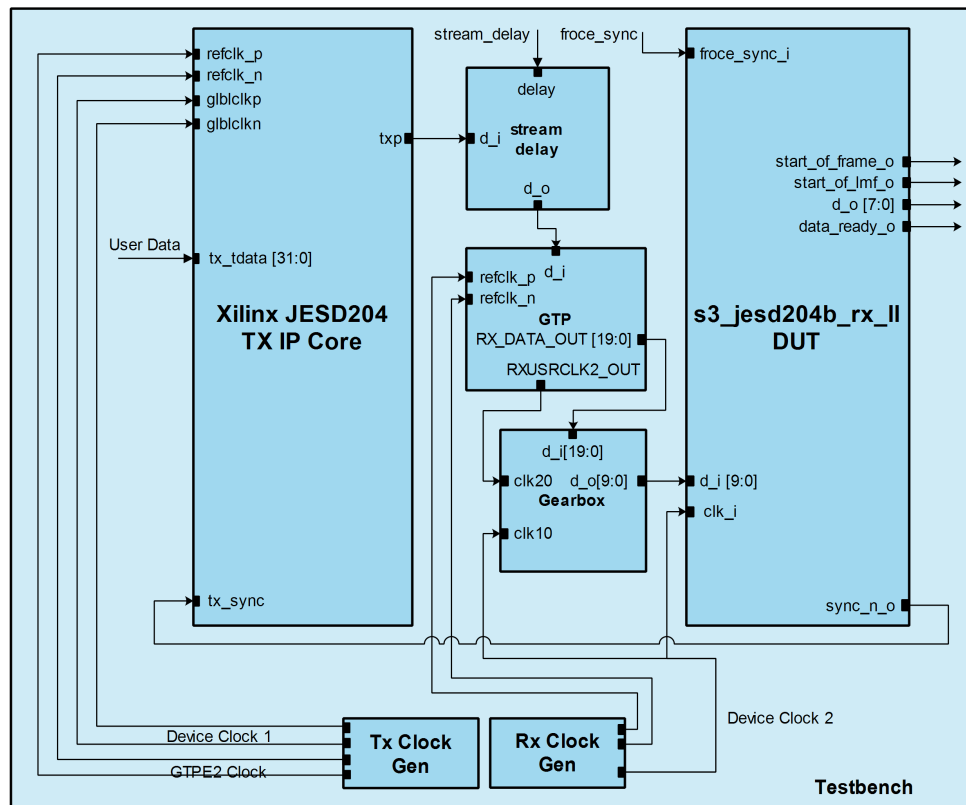 stream_delay
froce_sync
refclk_p
refclk_n
glblclkp
glblclkn
txp
tx_tdata [31:0]
User Data
Xilinx JESD204
TX IP Core
tx_sync
delay
d_i
stream
delay
d_o
d_i
refclk_p
refclk_n
GTP
RX_DATA_OUT [19:0]
RXUSRCLK2_OUT
d_i[19:0]
clk20
d_o[9:0]
Gearbox
clk10
froce_sync_i
start_of_frame_o
start_of_lmf_o
d_o [7:0]
data_ready_o
s3_jesd204b_rx_ll
DUT
d_i [9:0]
clk_i
sync_n_o
Device Clock 1
GTPE2 Clock
Tx Clock
Gen
Rx Clock
Gen
Device Clock 2
Testbench